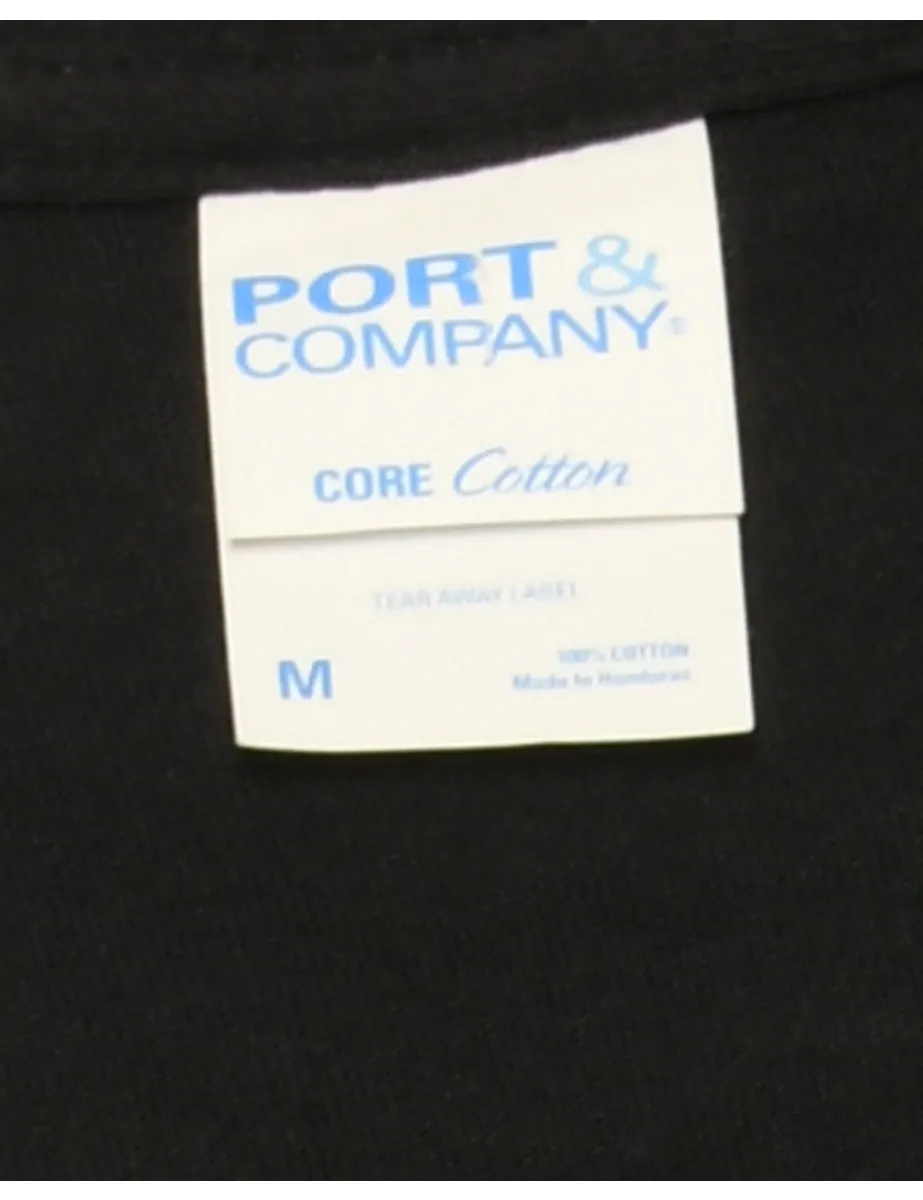 PORT &
COMPANY®
CORE Cotton
TEAR AWAY LABEL
M
100% COTTON
Made In Honduras